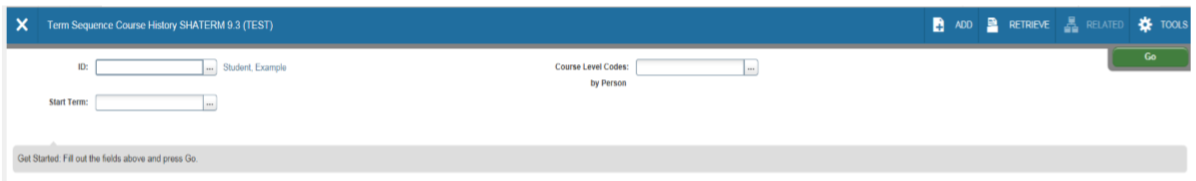 Term Sequence Course History SHATERM 9.3 (TEST)
ADD RETRIEVE RELATED TOOLS
ID: ... Student, Example
Course Level Codes: ...
by Person
Go
Start Term: ...
Get Started: Fill out the fields above and press Go.